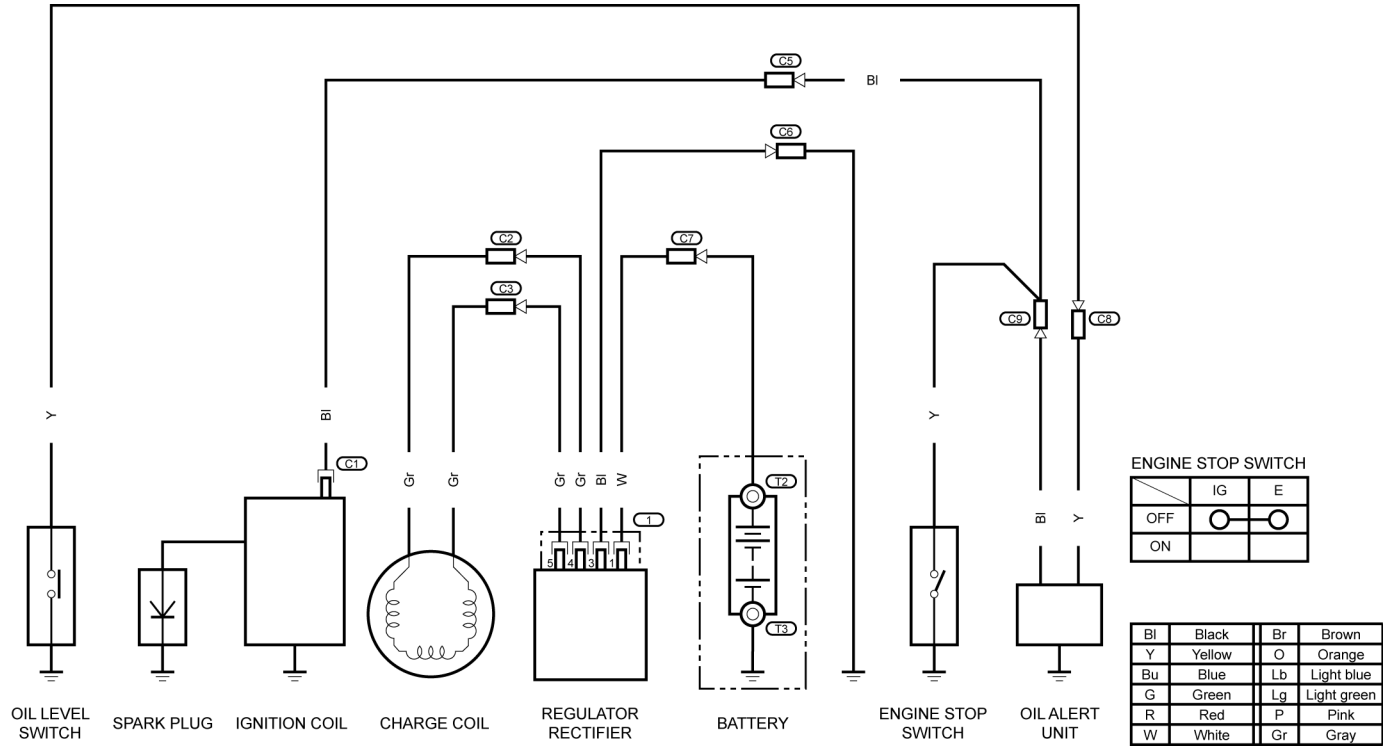 C5
Bl
C6
C2
C7
C3
C9
C8
Y
Bl
Y
C1
Gr
Gr
Gr
Gr
Bl
W
1
5
4
3
1
T2
T3
Bl
Y
ENGINE STOP SWITCH
IG E
OFF
ON
Bl Black Br Brown
Y Yellow O Orange
Bu Blue Lb Light blue
G Green Lg Light green
R Red P Pink
W White Gr Gray
OIL LEVEL
SWITCH
SPARK PLUG
IGNITION COIL
CHARGE COIL
REGULATOR
RECTIFIER
BATTERY
ENGINE STOP
SWITCH
OIL ALERT
UNIT